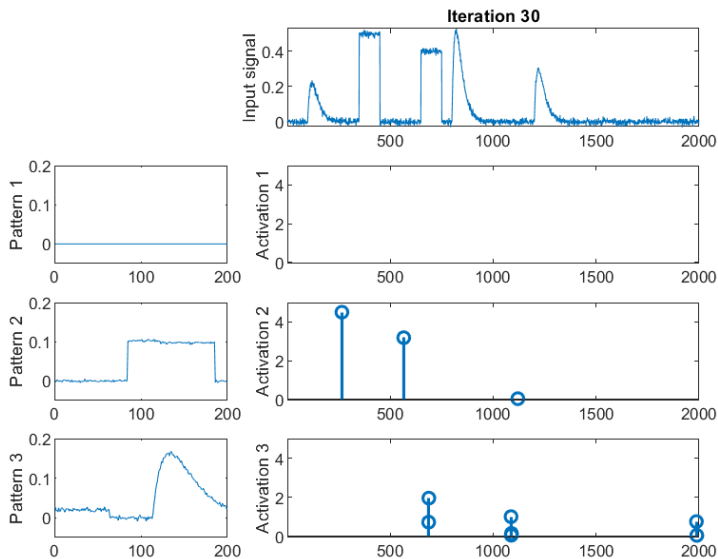 Iteration 30
Input signal
0.4
0.2
0
500 1000 1500 2000
Pattern 1
0.2
0.1
0
0 100 200
Activation 1
4
2
0
500 1000 1500 2000
Pattern 2
0.2
0.1
0
0 100 200
Activation 2
4
2
0
500 1000 1500 2000
Pattern 3
0.2
0.1
0
0 100 200
Activation 3
4
2
0
500 1000 1500 2000